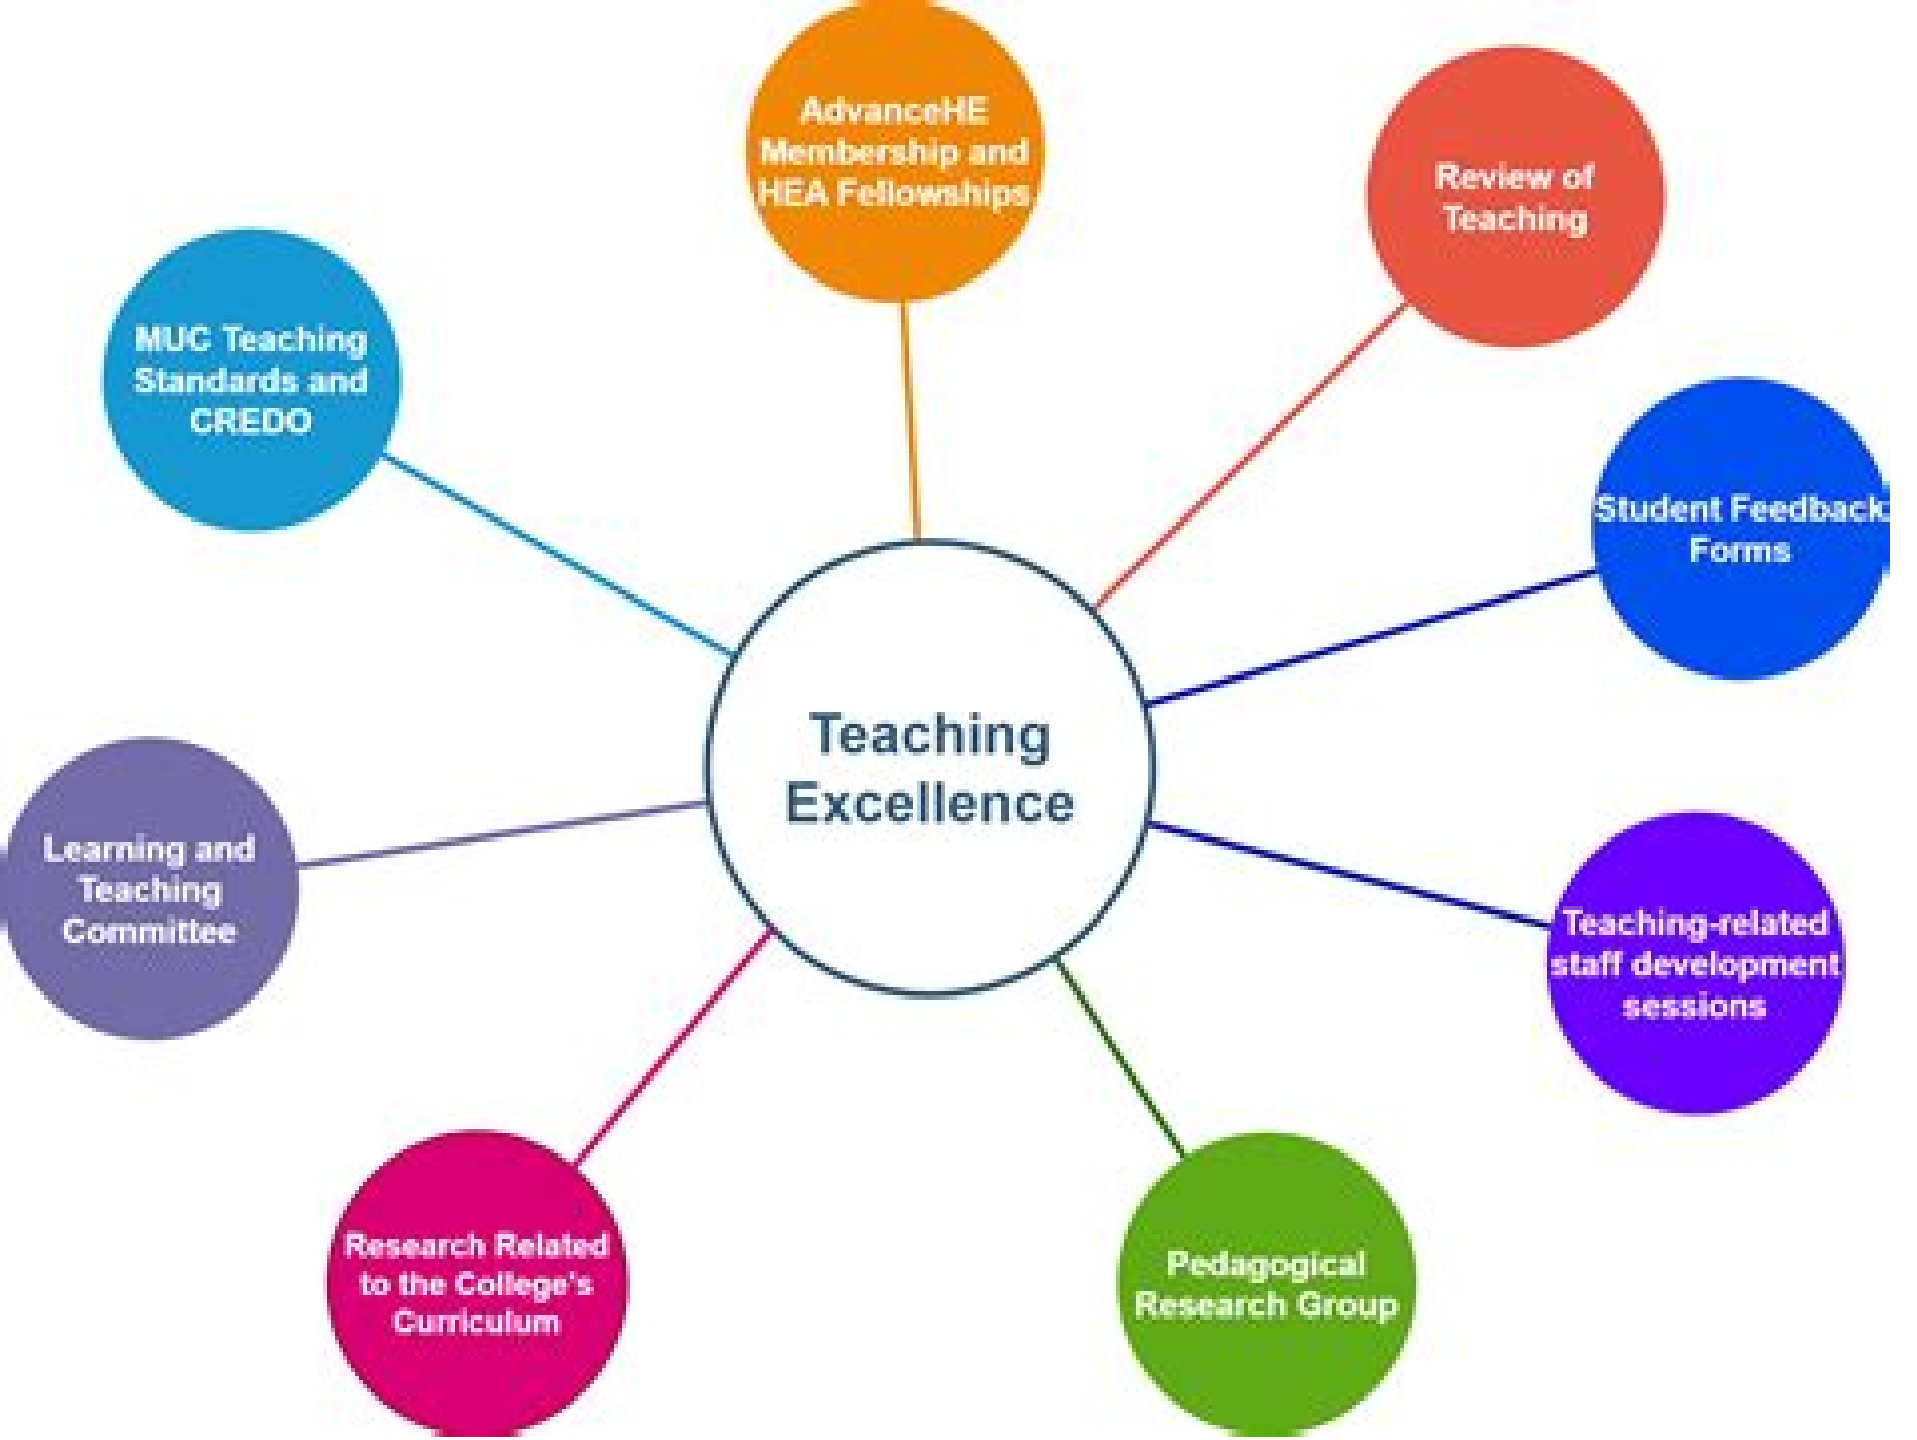 AdvanceHE
Membership and
HEA Fellowships
Review of
Teaching
MUC Teaching
Standards and
CREDO
Student Feedback
Forms
Teaching
Excellence
Learning and
Teaching
Committee
Teaching-related
staff development
sessions
Research Related
to the College's
Curriculum
Pedagogical
Research Group